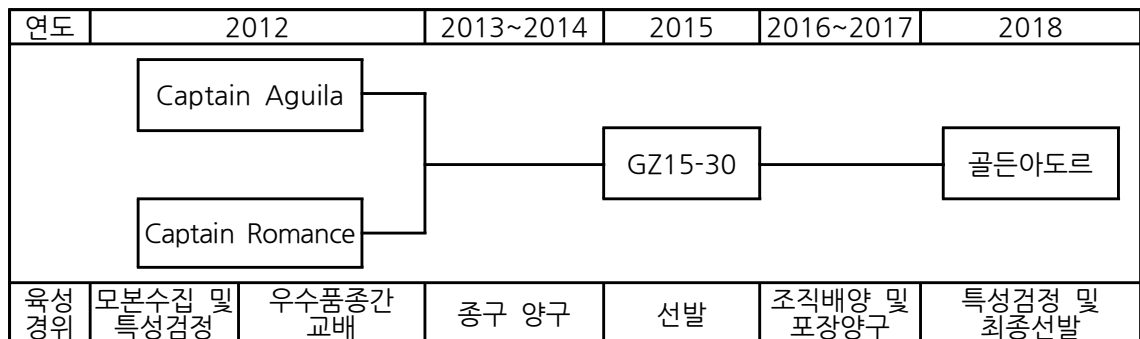 연도 2012 2013~2014 2015 2016~2017 2018
Captain Aguila
GZ15-30 골든아도르
Captain Romance
육성 모본수집 및 우수품종간 종구 양구 선발 조직배양 및 특성검정 및
경위 특성검정 교배 포장양구 최종선발